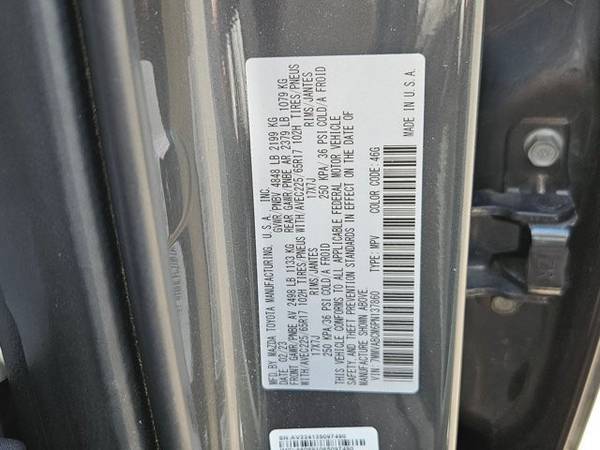 MFD BY MAZDA TOYOTA MANUFACTURING, U.S.A., INC.
DATE 02/23 GVWR/PNBV 4848 LB 2199 KG
FRONT GAWR/PNBE AV 2498 LB 1133 KG REAR GAWR/PNBE AR 2379 LB 1079 KG
WITH/AVEC225/65R17 102H TIRES/PNEUS WITH/AVEC225/65R17 102H TIRES/PNEUS
17X7J RIMS/JANTES 17X7J RIMS/JANTES
250 KPA/36 PSI COLD/A FROID 250 KPA/ 36 PSI COLD/A FROID
THIS VEHICLE CONFORMS TO ALL APPLICABLE FEDERAL MOTOR VEHICLE
SAFETY AND THEFT PREVENTION STANDARDS IN EFFECT ON THE DATE OF
MANUFACTURE SHOWN ABOVE.
VIN 7MMVABCM6PN137860 TYPE: MPV COLOR CODE: 46G MADE IN U.S.A.